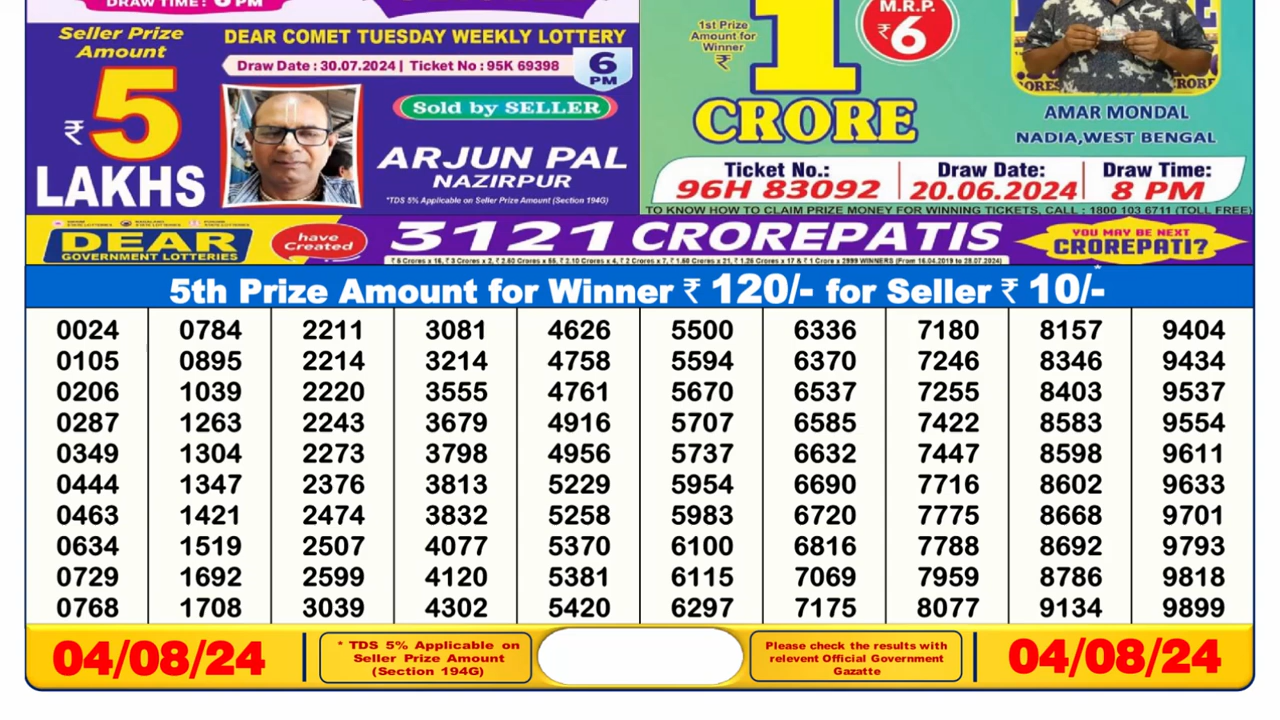 DRAW TIME: 6 PM
Seller Prize
Amount
₹5
LAKHS
DEAR COMET TUESDAY WEEKLY LOTTERY
Draw Date : 30.07.2024 | Ticket No : 95K 69398
6
PM
Sold by SELLER
ARJUN PAL
NAZIRPUR
*TDS 5% Applicable on Seller Prize Amount (Section 194G)
1st Prize
Amount for
Winner
₹
1
CRORE
M.R.P.
₹6
AMAR MONDAL
NADIA,WEST BENGAL
Ticket No.: Draw Date: Draw Time:
96H 83092 20.06.2024 8 PM
TO KNOW HOW TO CLAIM PRIZE MONEY FOR WINNING TICKETS, CALL : 1800 103 6711 (TOLL FREE)
DEAR
GOVERNMENT LOTTERIES
have
Created
3121 CROREPATIS
YOU MAY BE NEXT
CROREPATI?
5th Prize Amount for Winner ₹ 120/- for Seller ₹ 10/-*
0024 0784 2211 3081 4626 5500 6336 7180 8157 9404
0105 0895 2214 3214 4758 5594 6370 7246 8346 9434
0206 1039 2220 3555 4761 5670 6537 7255 8403 9537
0287 1263 2243 3679 4916 5707 6585 7422 8583 9554
0349 1304 2273 3798 4956 5737 6632 7447 8598 9611
0444 1347 2376 3813 5229 5954 6690 7716 8602 9633
0463 1421 2474 3832 5258 5983 6720 7775 8668 9701
0634 1519 2507 4077 5370 6100 6816 7788 8692 9793
0729 1692 2599 4120 5381 6115 7069 7959 8786 9818
0768 1708 3039 4302 5420 6297 7175 8077 9134 9899
04/08/24
* TDS 5% Applicable on
Seller Prize Amount
(Section 194G)
Please check the results with
relevent Official Government
Gazatte
04/08/24